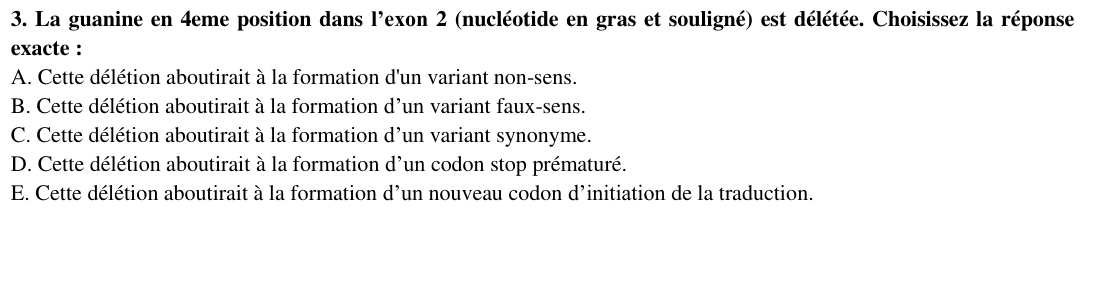 3. La guanine en 4eme position dans l’exon 2 (nucléotide en gras et souligné) est délétée. Choisissez la réponse
exacte :
A. Cette délétion aboutirait à la formation d'un variant non-sens.
B. Cette délétion aboutirait à la formation d’un variant faux-sens.
C. Cette délétion aboutirait à la formation d’un variant synonyme.
D. Cette délétion aboutirait à la formation d’un codon stop prématuré.
E. Cette délétion aboutirait à la formation d’un nouveau codon d’initiation de la traduction.